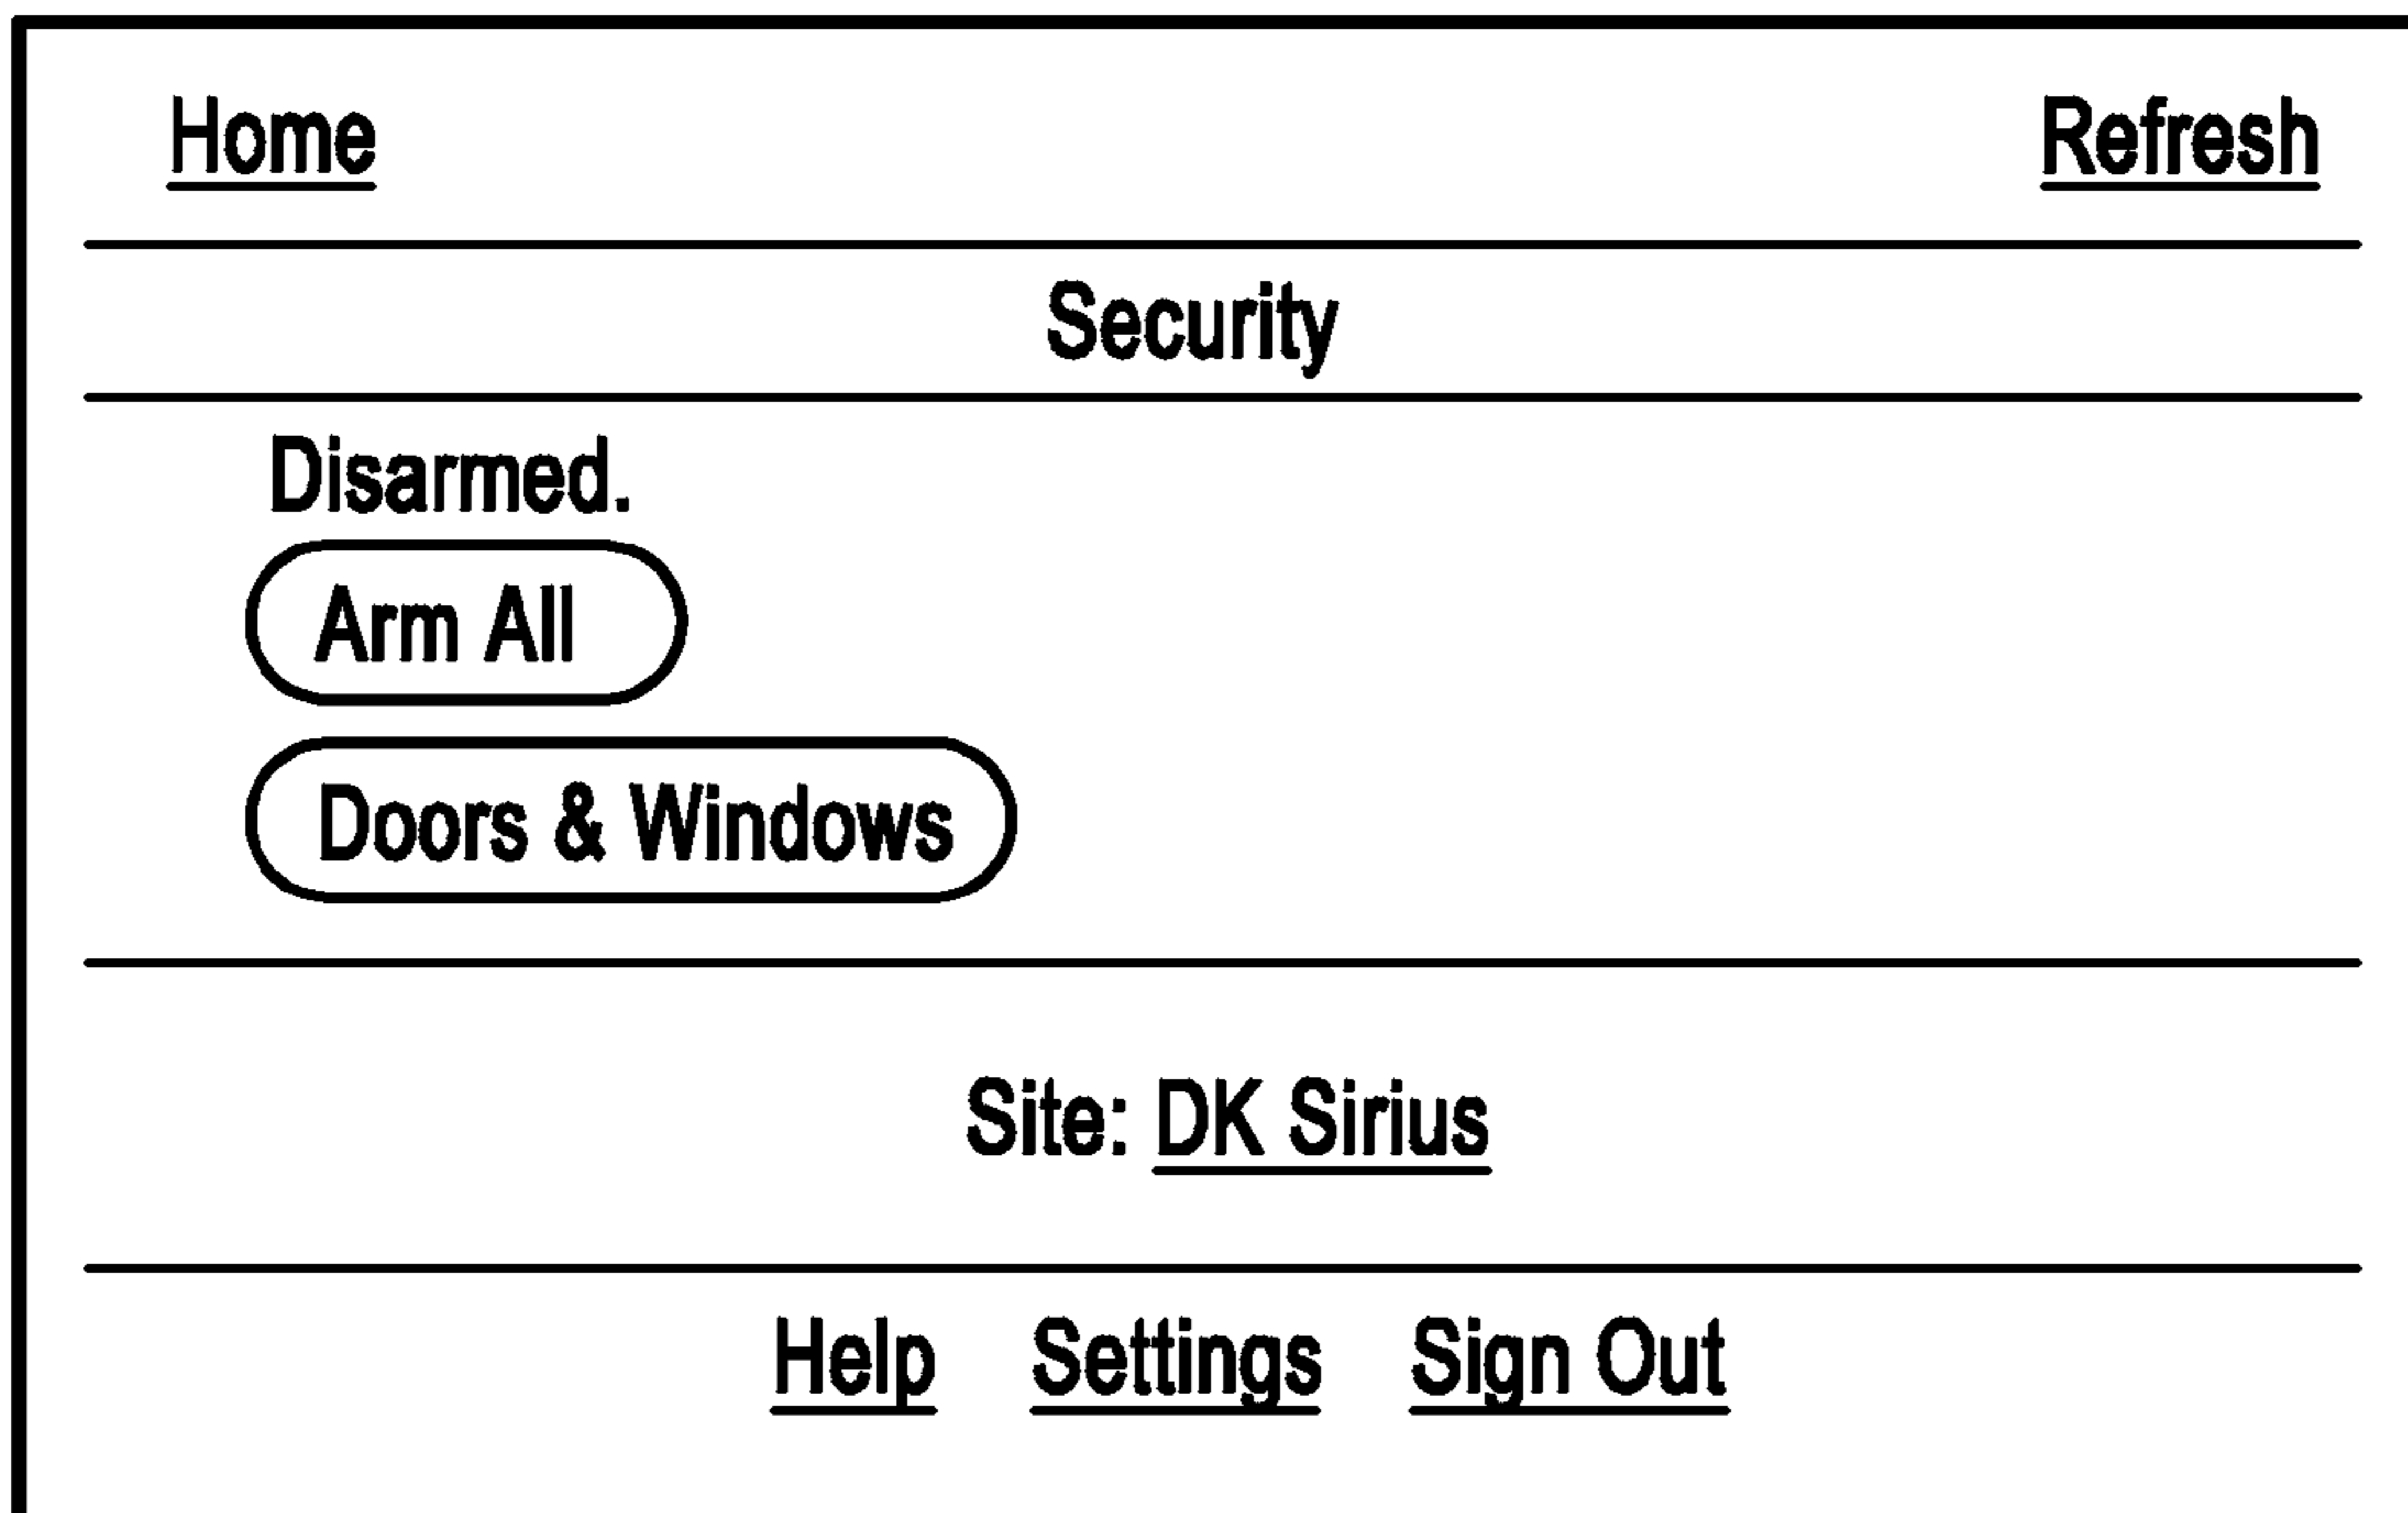 Home Refresh
Security
Disarmed.
Arm All
Doors & Windows
Site: DK Sirius
Help Settings Sign Out